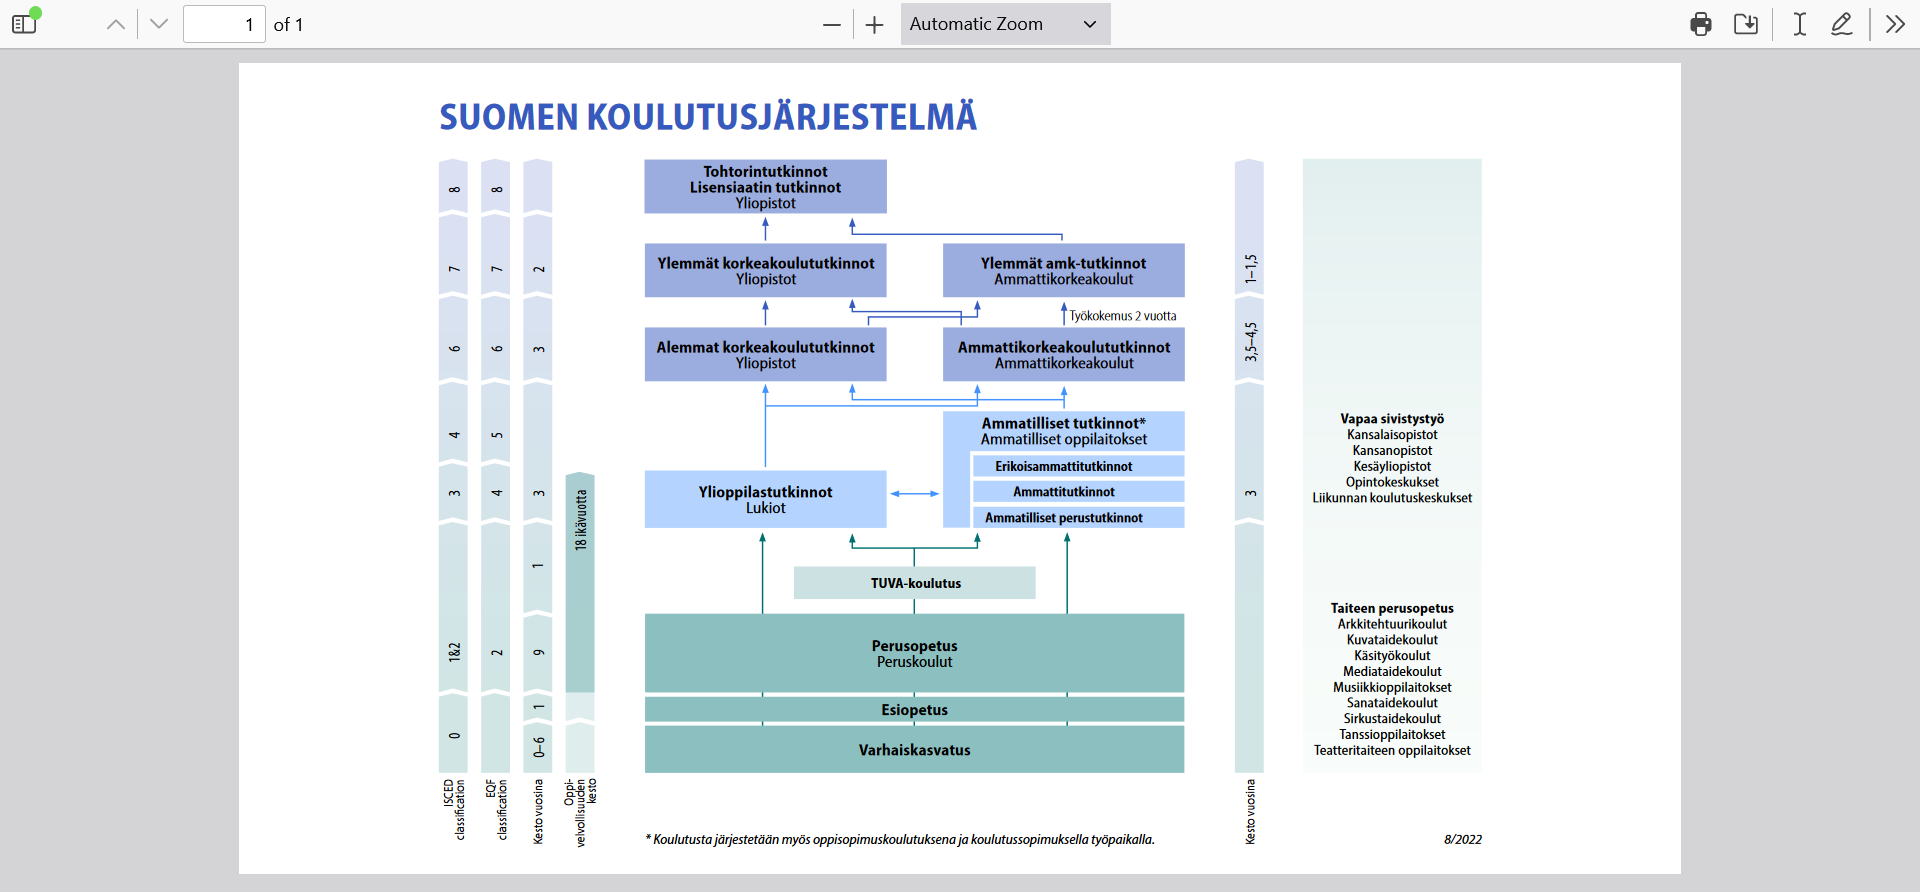 1 of 1
Automatic Zoom
SUOMEN KOULUTUSJÄRJESTELMÄ
8
7
6
4
3
1&2
0
ISCED
classification
8
7
6
5
4
2
EQF
classification
2
3
3
1
9
1
0–6
Kesto vuosina
18 ikävuotta
Oppi-
velvollisuuden
kesto
Tohtorintutkinnot
Lisensiaatin tutkinnot
Yliopistot
Ylemmät korkeakoulututkinnot
Yliopistot
Ylemmät amk-tutkinnot
Ammattikorkeakoulut
Työkokemus 2 vuotta
Alemmat korkeakoulututkinnot
Yliopistot
Ammattikorkeakoulututkinnot
Ammattikorkeakoulut
Ammatilliset tutkinnot*
Ammatilliset oppilaitokset
Erikoisammattitutkinnot
Ammattitutkinnot
Ammatilliset perustutkinnot
Ylioppilastutkinnot
Lukiot
TUVA-koulutus
Perusopetus
Peruskoulut
Esiopetus
Varhaiskasvatus
1–1,5
3,5–4,5
3
Kesto vuosina
Vapaa sivistystyö
Kansalaisopistot
Kansanopistot
Kesäyliopistot
Opintokeskukset
Liikunnan koulutuskeskukset
Taiteen perusopetus
Arkkitehtuurikoulut
Kuvataidekoulut
Käsityökoulut
Mediataidekoulut
Musiikkioppilaitokset
Sanataidekoulut
Sirkustaidekoulut
Tanssioppilaitokset
Teatteritaiteen oppilaitokset
* Koulutusta järjestetään myös oppisopimuskoulutuksena ja koulutussopimuksella työpaikalla.
8/2022